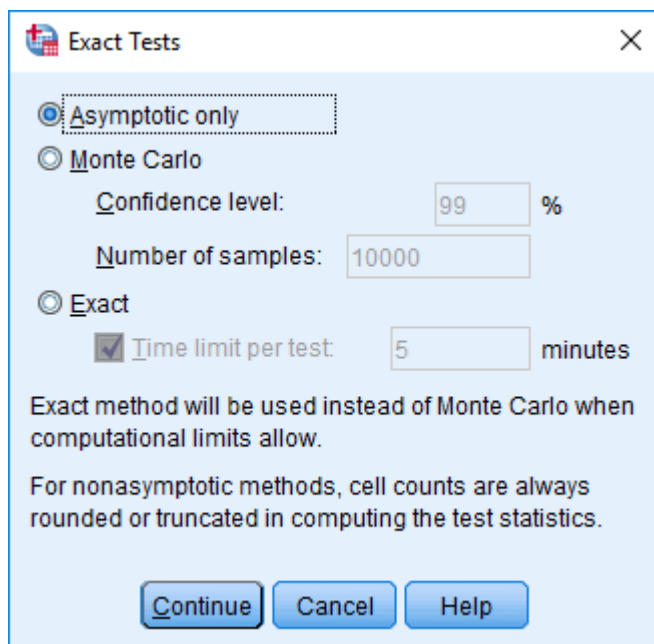 Exact Tests
Asymptotic only
Monte Carlo
Confidence level: 99 %
Number of samples: 10000
Exact
Time limit per test: 5 minutes
Exact method will be used instead of Monte Carlo when
computational limits allow.
For nonasymptotic methods, cell counts are always
rounded or truncated in computing the test statistics.
Continue Cancel Help